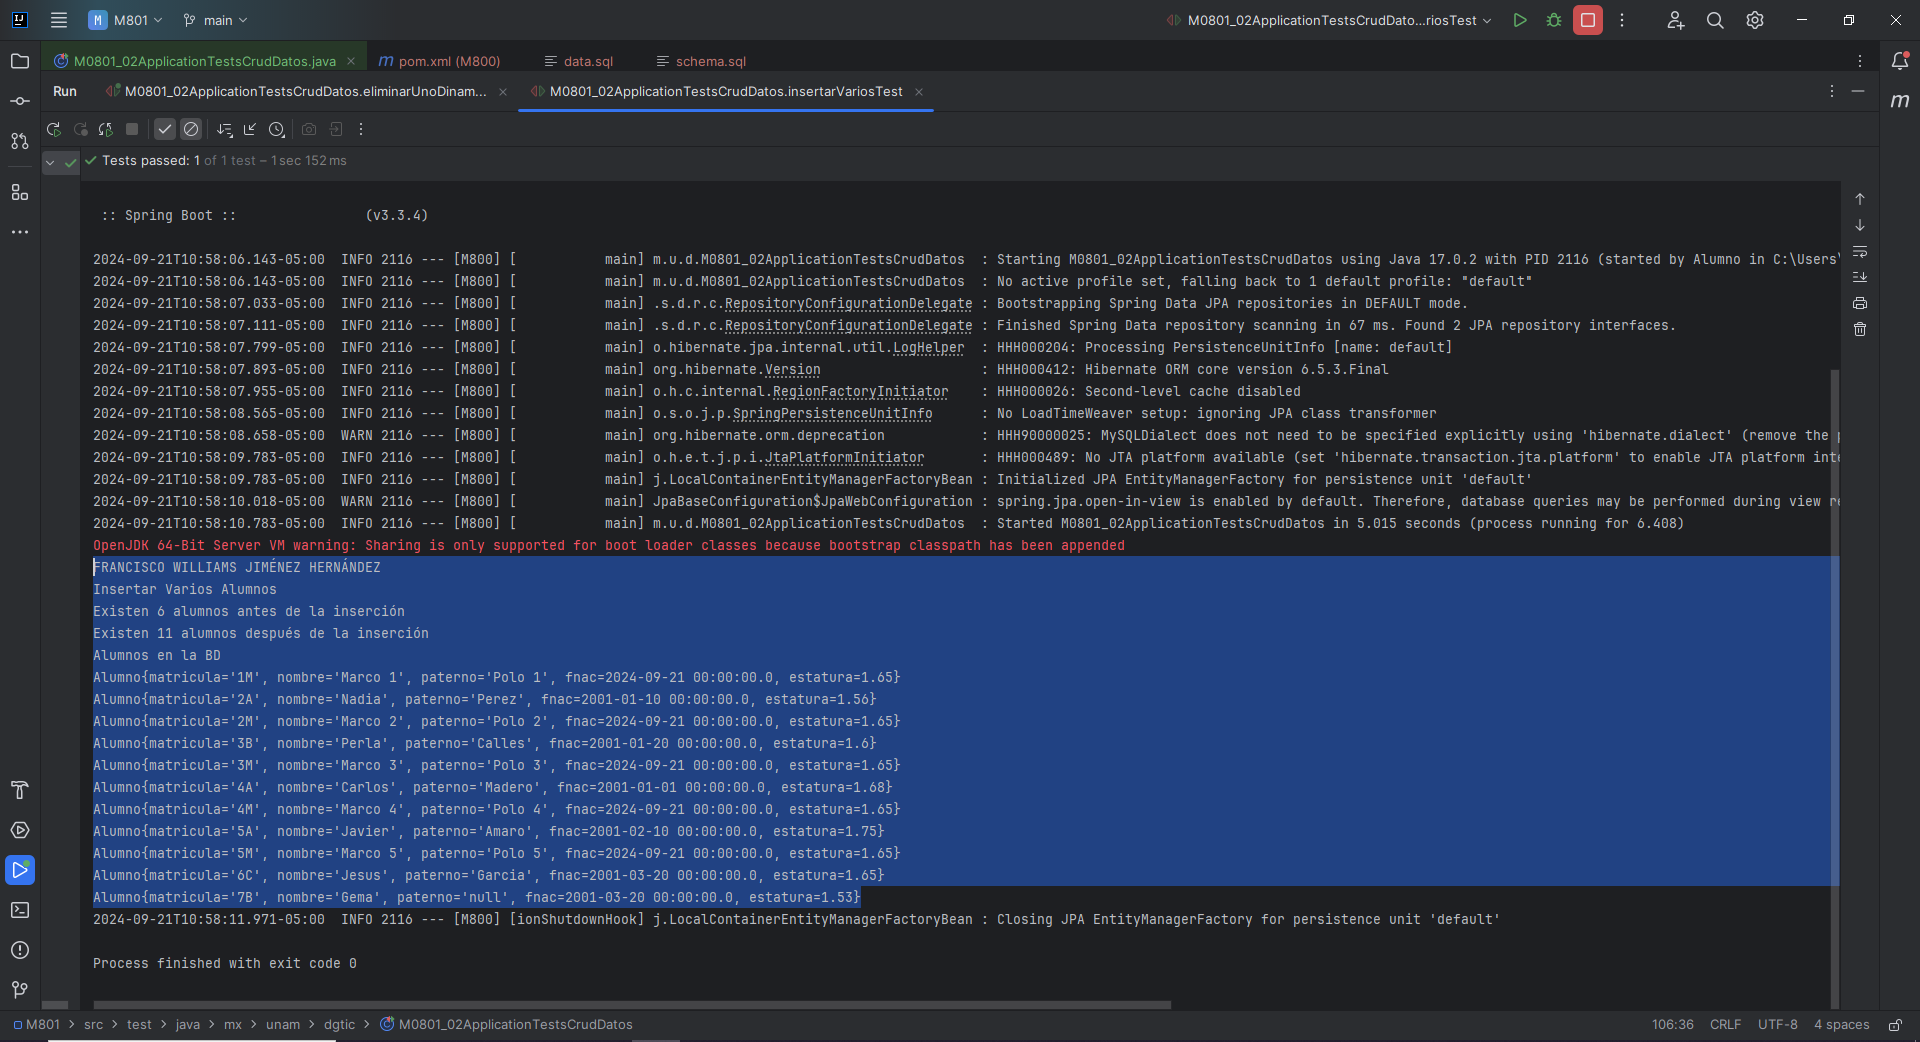 M M801 main M0801_02ApplicationTestsCrudDato...riosTest
M0801_02ApplicationTestsCrudDatos.java pom.xml (M800) data.sql schema.sql
Run M0801_02ApplicationTestsCrudDatos.eliminarUnoDinam... M0801_02ApplicationTestsCrudDatos.insertarVariosTest
Tests passed: 1 of 1 test – 1 sec 152 ms
:: Spring Boot :: (v3.3.4)
2024-09-21T10:58:06.143-05:00 INFO 2116 --- [M800] [ main] m.u.d.M0801_02ApplicationTestsCrudDatos : Starting M0801_02ApplicationTestsCrudDatos using Java 17.0.2 with PID 2116 (started by Alumno in C:\Users\
2024-09-21T10:58:06.143-05:00 INFO 2116 --- [M800] [ main] m.u.d.M0801_02ApplicationTestsCrudDatos : No active profile set, falling back to 1 default profile: "default"
2024-09-21T10:58:07.033-05:00 INFO 2116 --- [M800] [ main] .s.d.r.c.RepositoryConfigurationDelegate : Bootstrapping Spring Data JPA repositories in DEFAULT mode.
2024-09-21T10:58:07.111-05:00 INFO 2116 --- [M800] [ main] .s.d.r.c.RepositoryConfigurationDelegate : Finished Spring Data repository scanning in 67 ms. Found 2 JPA repository interfaces.
2024-09-21T10:58:07.799-05:00 INFO 2116 --- [M800] [ main] o.hibernate.jpa.internal.util.LogHelper : HHH000204: Processing PersistenceUnitInfo [name: default]
2024-09-21T10:58:07.893-05:00 INFO 2116 --- [M800] [ main] org.hibernate.Version : HHH000412: Hibernate ORM core version 6.5.3.Final
2024-09-21T10:58:07.955-05:00 INFO 2116 --- [M800] [ main] o.h.c.internal.RegionFactoryInitiator : HHH000026: Second-level cache disabled
2024-09-21T10:58:08.565-05:00 INFO 2116 --- [M800] [ main] o.s.o.j.p.SpringPersistenceUnitInfo : No LoadTimeWeaver setup: ignoring JPA class transformer
2024-09-21T10:58:08.658-05:00 WARN 2116 --- [M800] [ main] org.hibernate.orm.deprecation : HHH90000025: MySQLDialect does not need to be specified explicitly using 'hibernate.dialect' (remove the
2024-09-21T10:58:09.783-05:00 INFO 2116 --- [M800] [ main] o.h.e.t.j.p.i.JtaPlatformInitiator : HHH000489: No JTA platform available (set 'hibernate.transaction.jta.platform' to enable JTA platform inte
2024-09-21T10:58:09.783-05:00 INFO 2116 --- [M800] [ main] j.LocalContainerEntityManagerFactoryBean : Initialized JPA EntityManagerFactory for persistence unit 'default'
2024-09-21T10:58:10.018-05:00 WARN 2116 --- [M800] [ main] JpaBaseConfiguration$JpaWebConfiguration : spring.jpa.open-in-view is enabled by default. Therefore, database queries may be performed during view re
2024-09-21T10:58:10.783-05:00 INFO 2116 --- [M800] [ main] m.u.d.M0801_02ApplicationTestsCrudDatos : Started M0801_02ApplicationTestsCrudDatos in 5.015 seconds (process running for 6.408)
OpenJDK 64-Bit Server VM warning: Sharing is only supported for boot loader classes because bootstrap classpath has been appended
FRANCISCO WILLIAMS JIMÉNEZ HERNÁNDEZ
Insertar Varios Alumnos
Existen 6 alumnos antes de la inserción
Existen 11 alumnos después de la inserción
Alumnos en la BD
Alumno{matricula='1M', nombre='Marco 1', paterno='Polo 1', fnac=2024-09-21 00:00:00.0, estatura=1.65}
Alumno{matricula='2A', nombre='Nadia', paterno='Perez', fnac=2001-01-10 00:00:00.0, estatura=1.56}
Alumno{matricula='2M', nombre='Marco 2', paterno='Polo 2', fnac=2024-09-21 00:00:00.0, estatura=1.65}
Alumno{matricula='3B', nombre='Perla', paterno='Calles', fnac=2001-01-20 00:00:00.0, estatura=1.6}
Alumno{matricula='3M', nombre='Marco 3', paterno='Polo 3', fnac=2024-09-21 00:00:00.0, estatura=1.65}
Alumno{matricula='4A', nombre='Carlos', paterno='Madero', fnac=2001-01-01 00:00:00.0, estatura=1.68}
Alumno{matricula='4M', nombre='Marco 4', paterno='Polo 4', fnac=2024-09-21 00:00:00.0, estatura=1.65}
Alumno{matricula='5A', nombre='Javier', paterno='Amaro', fnac=2001-02-10 00:00:00.0, estatura=1.75}
Alumno{matricula='5M', nombre='Marco 5', paterno='Polo 5', fnac=2024-09-21 00:00:00.0, estatura=1.65}
Alumno{matricula='6C', nombre='Jesus', paterno='Garcia', fnac=2001-03-20 00:00:00.0, estatura=1.65}
Alumno{matricula='7B', nombre='Gema', paterno='null', fnac=2001-03-20 00:00:00.0, estatura=1.53}
2024-09-21T10:58:11.971-05:00 INFO 2116 --- [M800] [ionShutdownHook] j.LocalContainerEntityManagerFactoryBean : Closing JPA EntityManagerFactory for persistence unit 'default'
Process finished with exit code 0
M801 > src > test > java > mx > unam > dgtic > M0801_02ApplicationTestsCrudDatos 106:36 CRLF UTF-8 4 spaces